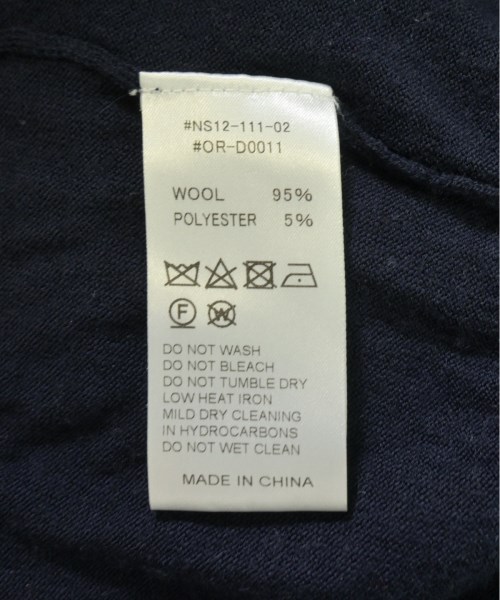 #NS12-111-02
#OR-D0011
WOOL 95%
POLYESTER 5%
F W
DO NOT WASH
DO NOT BLEACH
DO NOT TUMBLE DRY
LOW HEAT IRON
MILD DRY CLEANING
IN HYDROCARBONS
DO NOT WET CLEAN
MADE IN CHINA